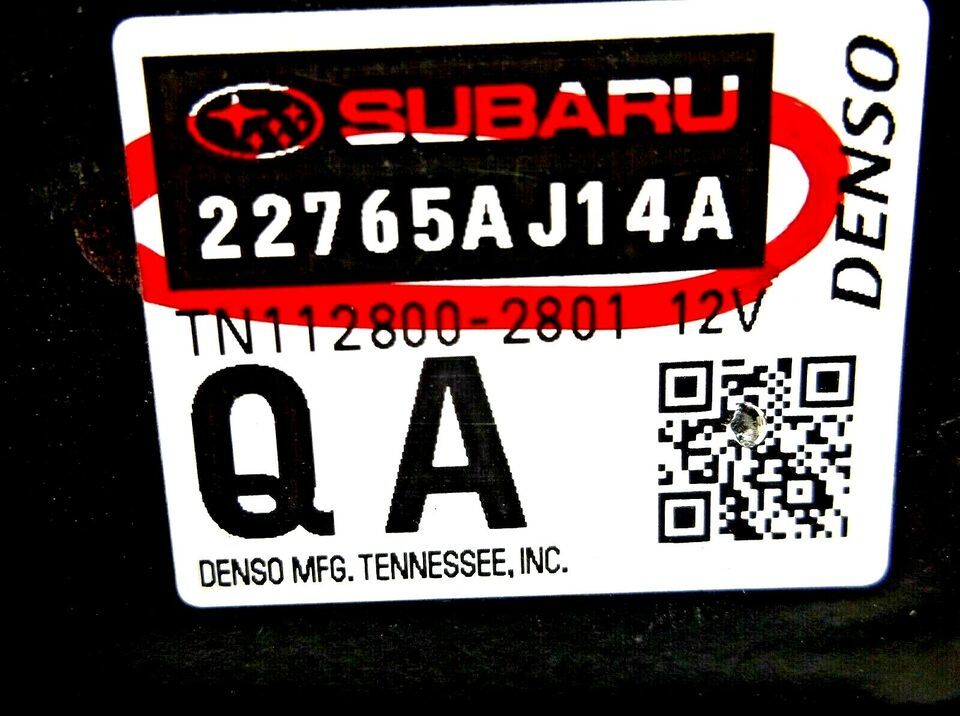 SUBARU
22765AJ14A
TN112800-2801 12V
QA
DENSO MFG. TENNESSEE, INC.
DENSO